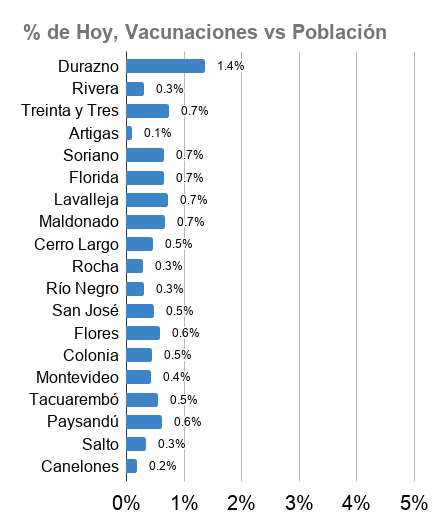 % de Hoy, Vacunaciones vs Población
Durazno 1.4%
Rivera 0.3%
Treinta y Tres 0.7%
Artigas 0.1%
Soriano 0.7%
Florida 0.7%
Lavalleja 0.7%
Maldonado 0.7%
Cerro Largo 0.5%
Rocha 0.3%
Río Negro 0.3%
San José 0.5%
Flores 0.6%
Colonia 0.5%
Montevideo 0.4%
Tacuarembó 0.5%
Paysandú 0.6%
Salto 0.3%
Canelones 0.2%
0% 1% 2% 3% 4% 5%